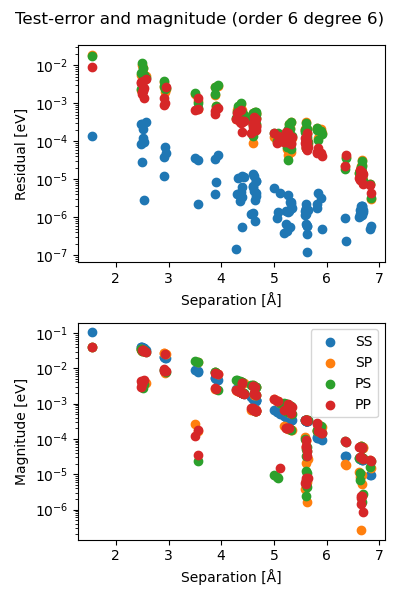 Test-error and magnitude (order 6 degree 6)
10⁻²
10⁻³
10⁻⁴
10⁻⁵
10⁻⁶
10⁻⁷
Residual [eV]
2 3 4 5 6 7
Separation [Å]
10⁻¹
10⁻²
10⁻³
10⁻⁴
10⁻⁵
10⁻⁶
Magnitude [eV]
SS
SP
PS
PP
2 3 4 5 6 7
Separation [Å]